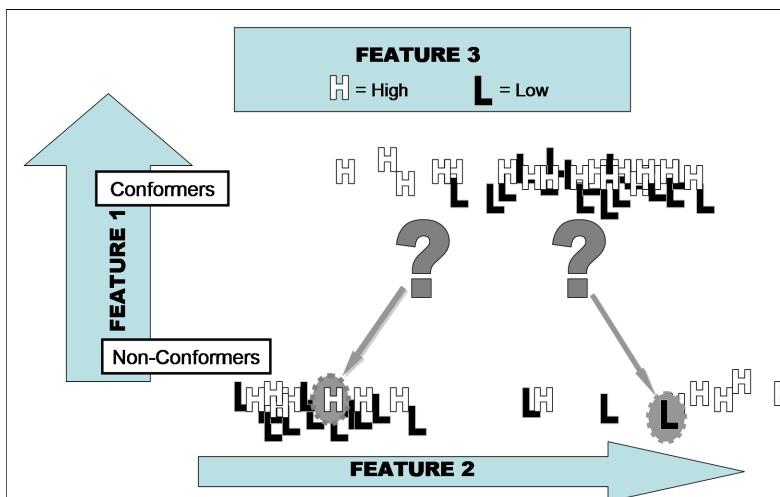 FEATURE 3
H = High L = Low
Conformers
FEATURE 1
? ?
Non-Conformers
FEATURE 2